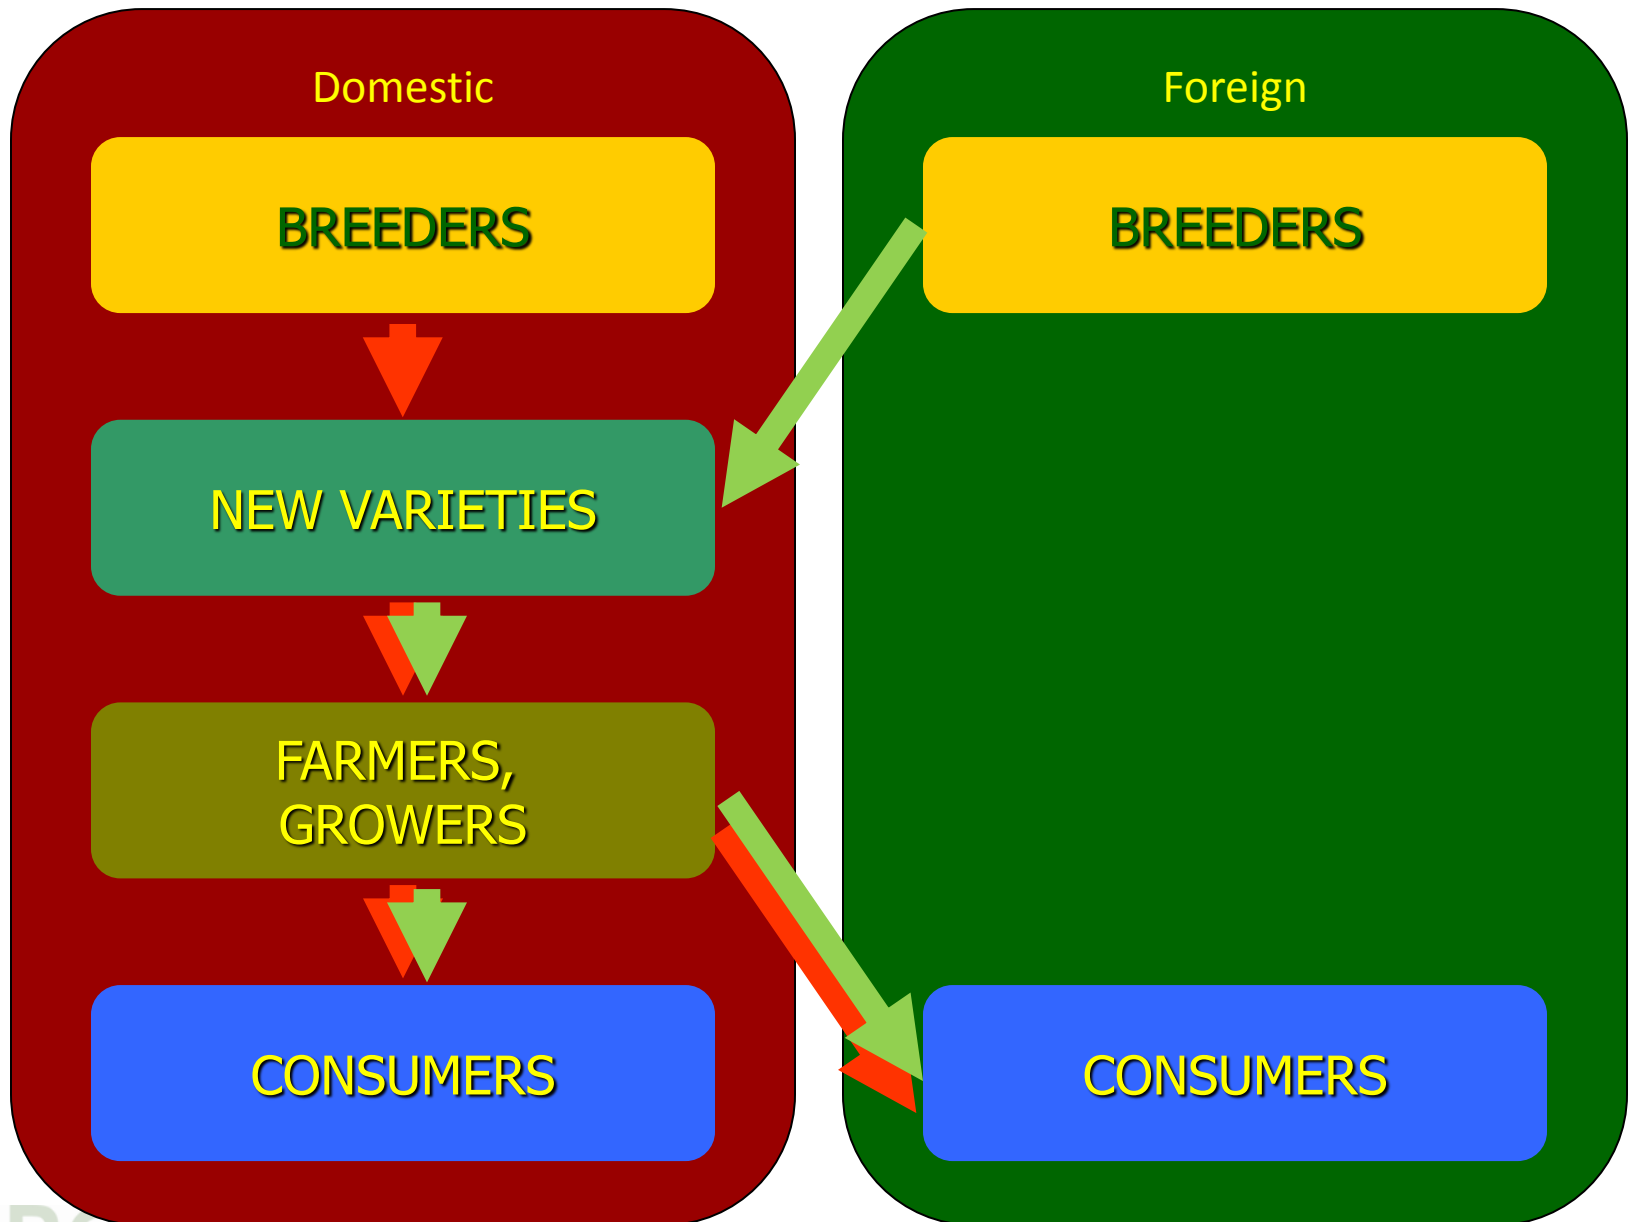 Domestic
BREEDERS
NEW VARIETIES
FARMERS,
GROWERS
CONSUMERS
Foreign
BREEDERS
CONSUMERS